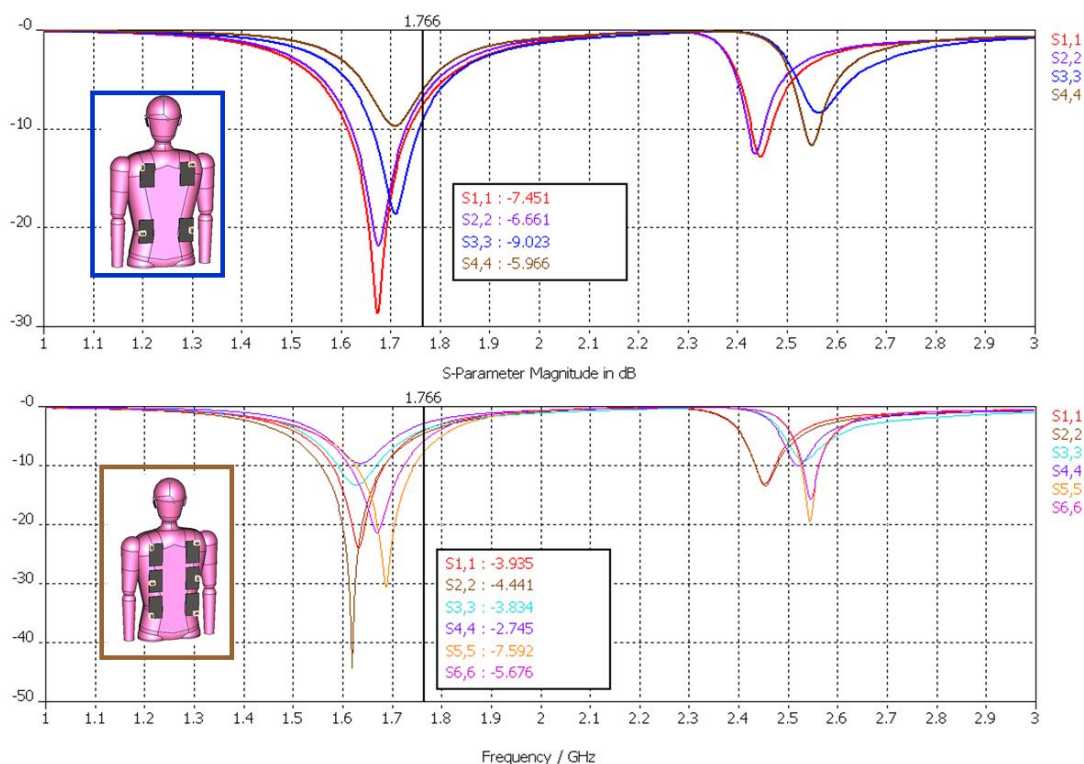 1.766
-0
-10
-20
-30
S1,1
S2,2
S3,3
S4,4
S1,1 : -7.451
S2,2 : -6.661
S3,3 : -9.023
S4,4 : -5.966
1 1.1 1.2 1.3 1.4 1.5 1.6 1.7 1.8 1.9 2 2.1 2.2 2.3 2.4 2.5 2.6 2.7 2.8 2.9 3
S-Parameter Magnitude in dB
1.766
-0
-10
-20
-30
-40
-50
S1,1
S2,2
S3,3
S4,4
S5,5
S6,6
S1,1 : -3.935
S2,2 : -4.441
S3,3 : -3.834
S4,4 : -2.745
S5,5 : -7.592
S6,6 : -5.676
1 1.1 1.2 1.3 1.4 1.5 1.6 1.7 1.8 1.9 2 2.1 2.2 2.3 2.4 2.5 2.6 2.7 2.8 2.9 3
Frequency / GHz